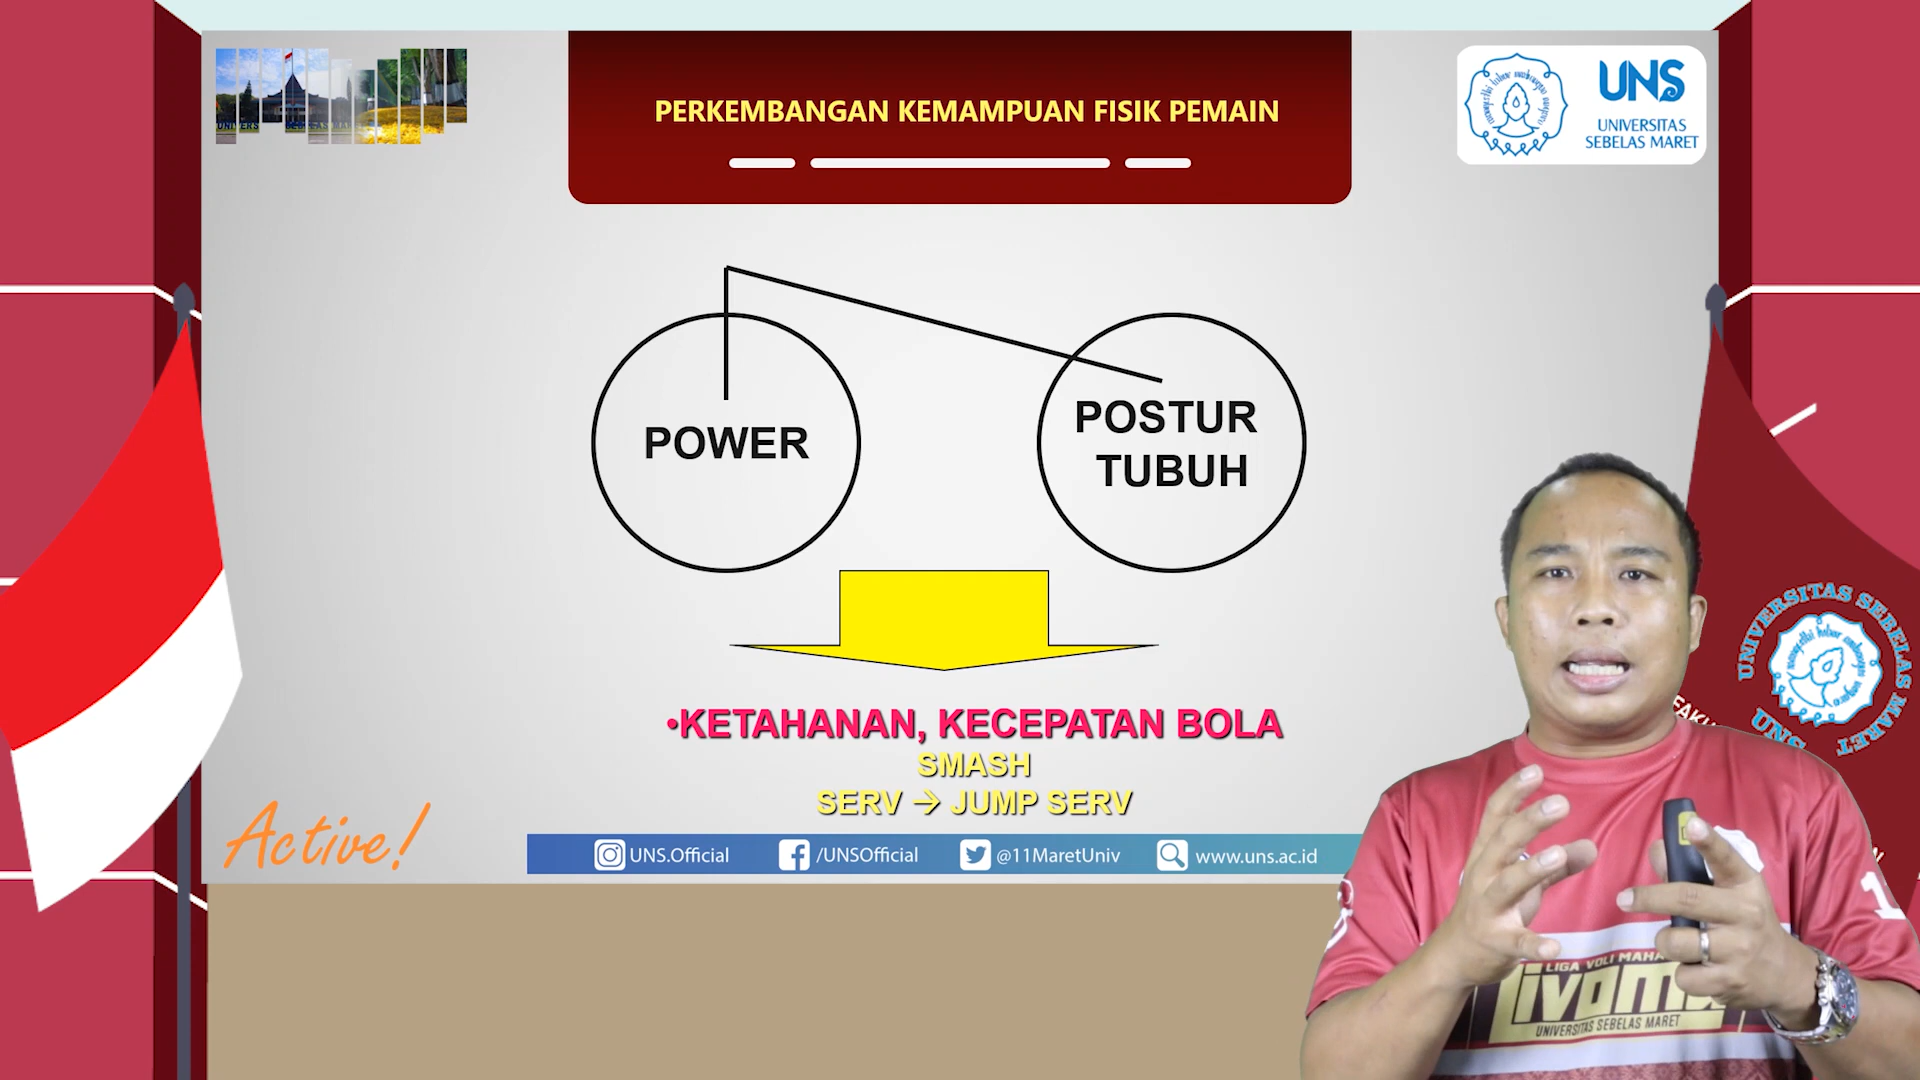 PERKEMBANGAN KEMAMPUAN FISIK PEMAIN
UNS
UNIVERSITAS
SEBELAS MARET
POWER
POSTUR
TUBUH
•KETAHANAN, KECEPATAN BOLA
SMASH
SERV → JUMP SERV
Active!
UNS.Official
/UNSOfficial
@11MaretUniv
www.uns.ac.id
UNIVERSITAS SEBELAS MARET
UNS
LIGA VOLI
UNIVERSITAS SEBELAS MARET